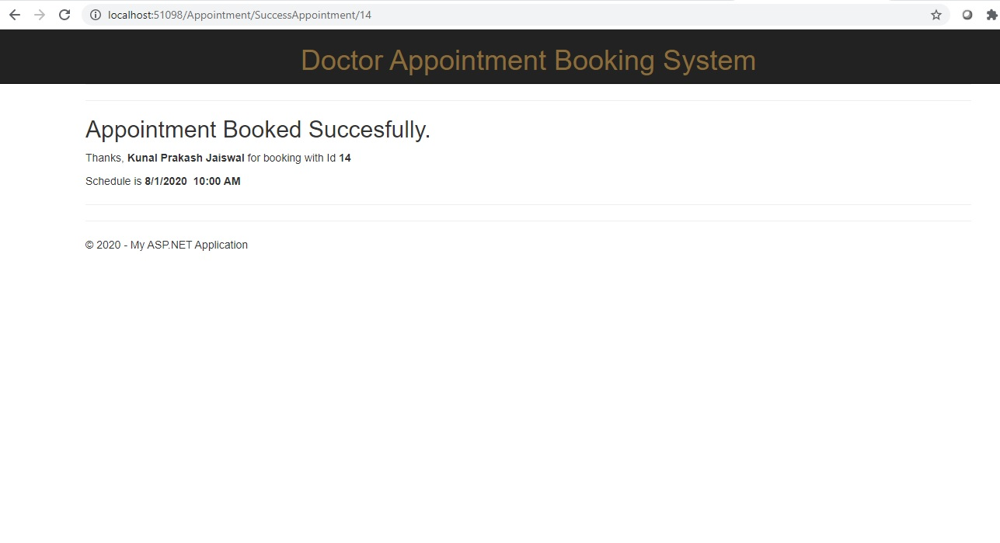 localhost:51098/Appointment/SuccessAppointment/14
Doctor Appointment Booking System
Appointment Booked Succesfully.
Thanks, Kunal Prakash Jaiswal for booking with Id 14
Schedule is 8/1/2020  10:00 AM
© 2020 - My ASP.NET Application